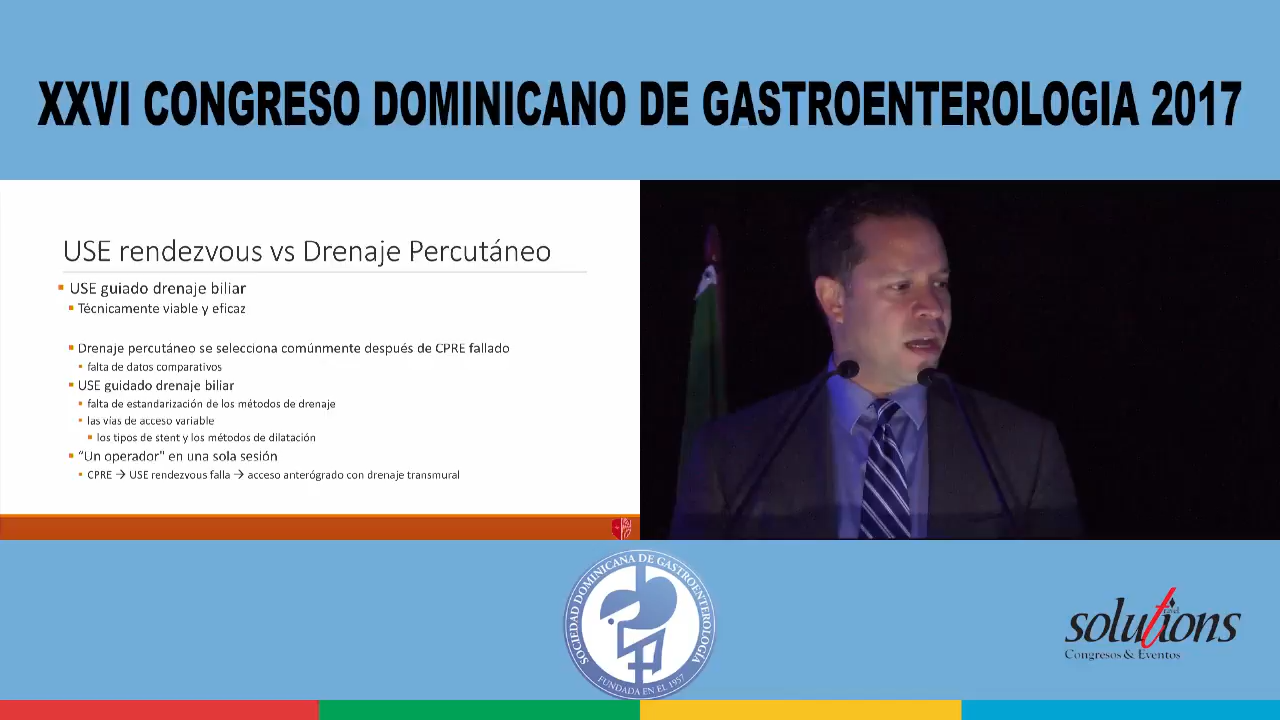 XXVI CONGRESO DOMINICANO DE GASTROENTEROLOGIA 2017
USE rendezvous vs Drenaje Percutáneo
USE guiado drenaje biliar
Técnicamente viable y eficaz
Drenaje percutáneo se selecciona comúnmente después de CPRE fallado
falta de datos comparativos
USE guidado drenaje biliar
falta de estandarización de los métodos de drenaje
las vías de acceso variable
los tipos de stent y los métodos de dilatación
“Un operador" en una sola sesión
CPRE → USE rendezvous falla → acceso anterógrado con drenaje transmural
SOCIEDAD DOMINICANA DE GASTROENTEROLOGÍA
FUNDADA EN EL 1957
solutions
travel
Congresos & Eventos